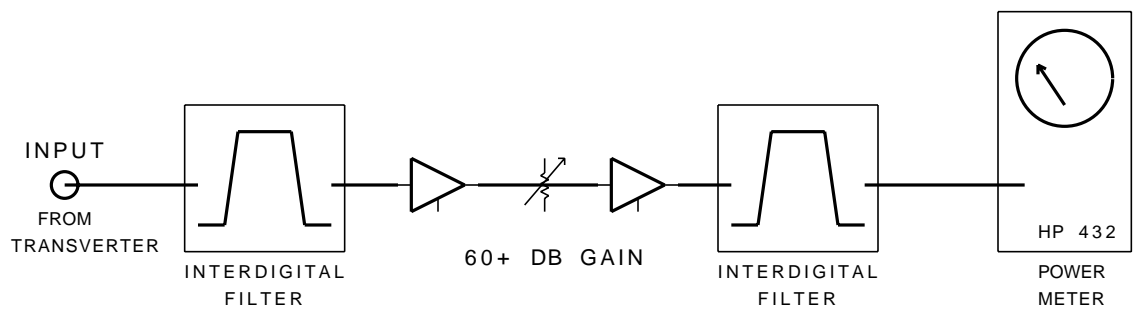 INPUT
FROM
TRANSVERTER
INTERDIGITAL
FILTER
60+ DB GAIN
INTERDIGITAL
FILTER
HP 432
POWER
METER